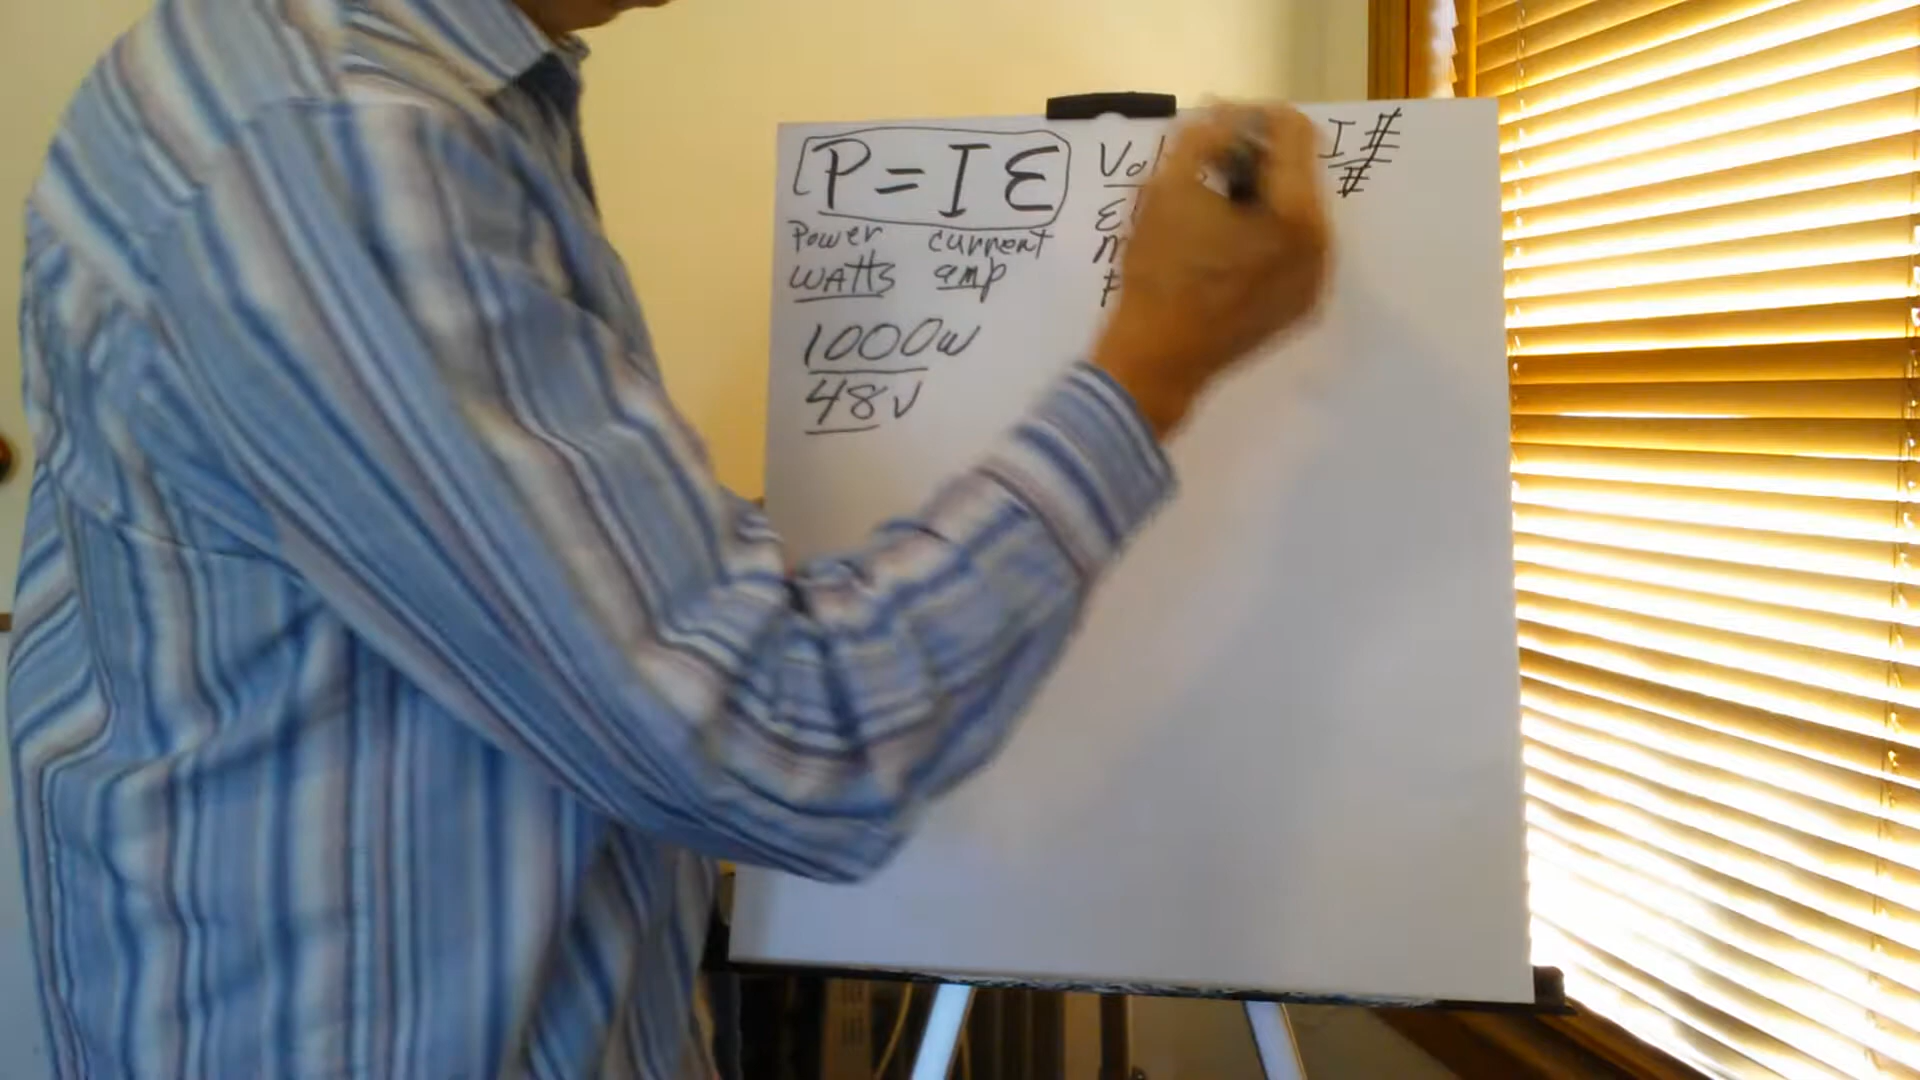 P = I E
Power current
WATTS amp
1000w
48v
I #
#